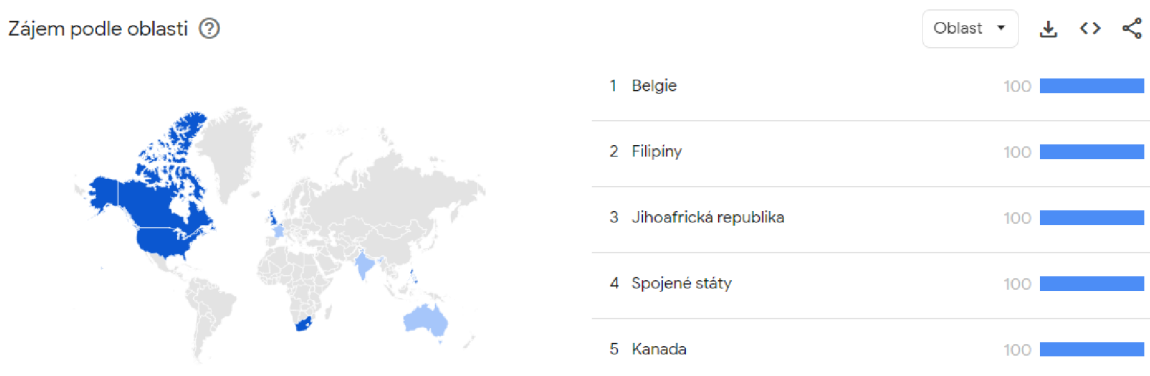 Zájem podle oblasti
Oblast
1 Belgie 100
2 Filipíny 100
3 Jihoafrická republika 100
4 Spojené státy 100
5 Kanada 100